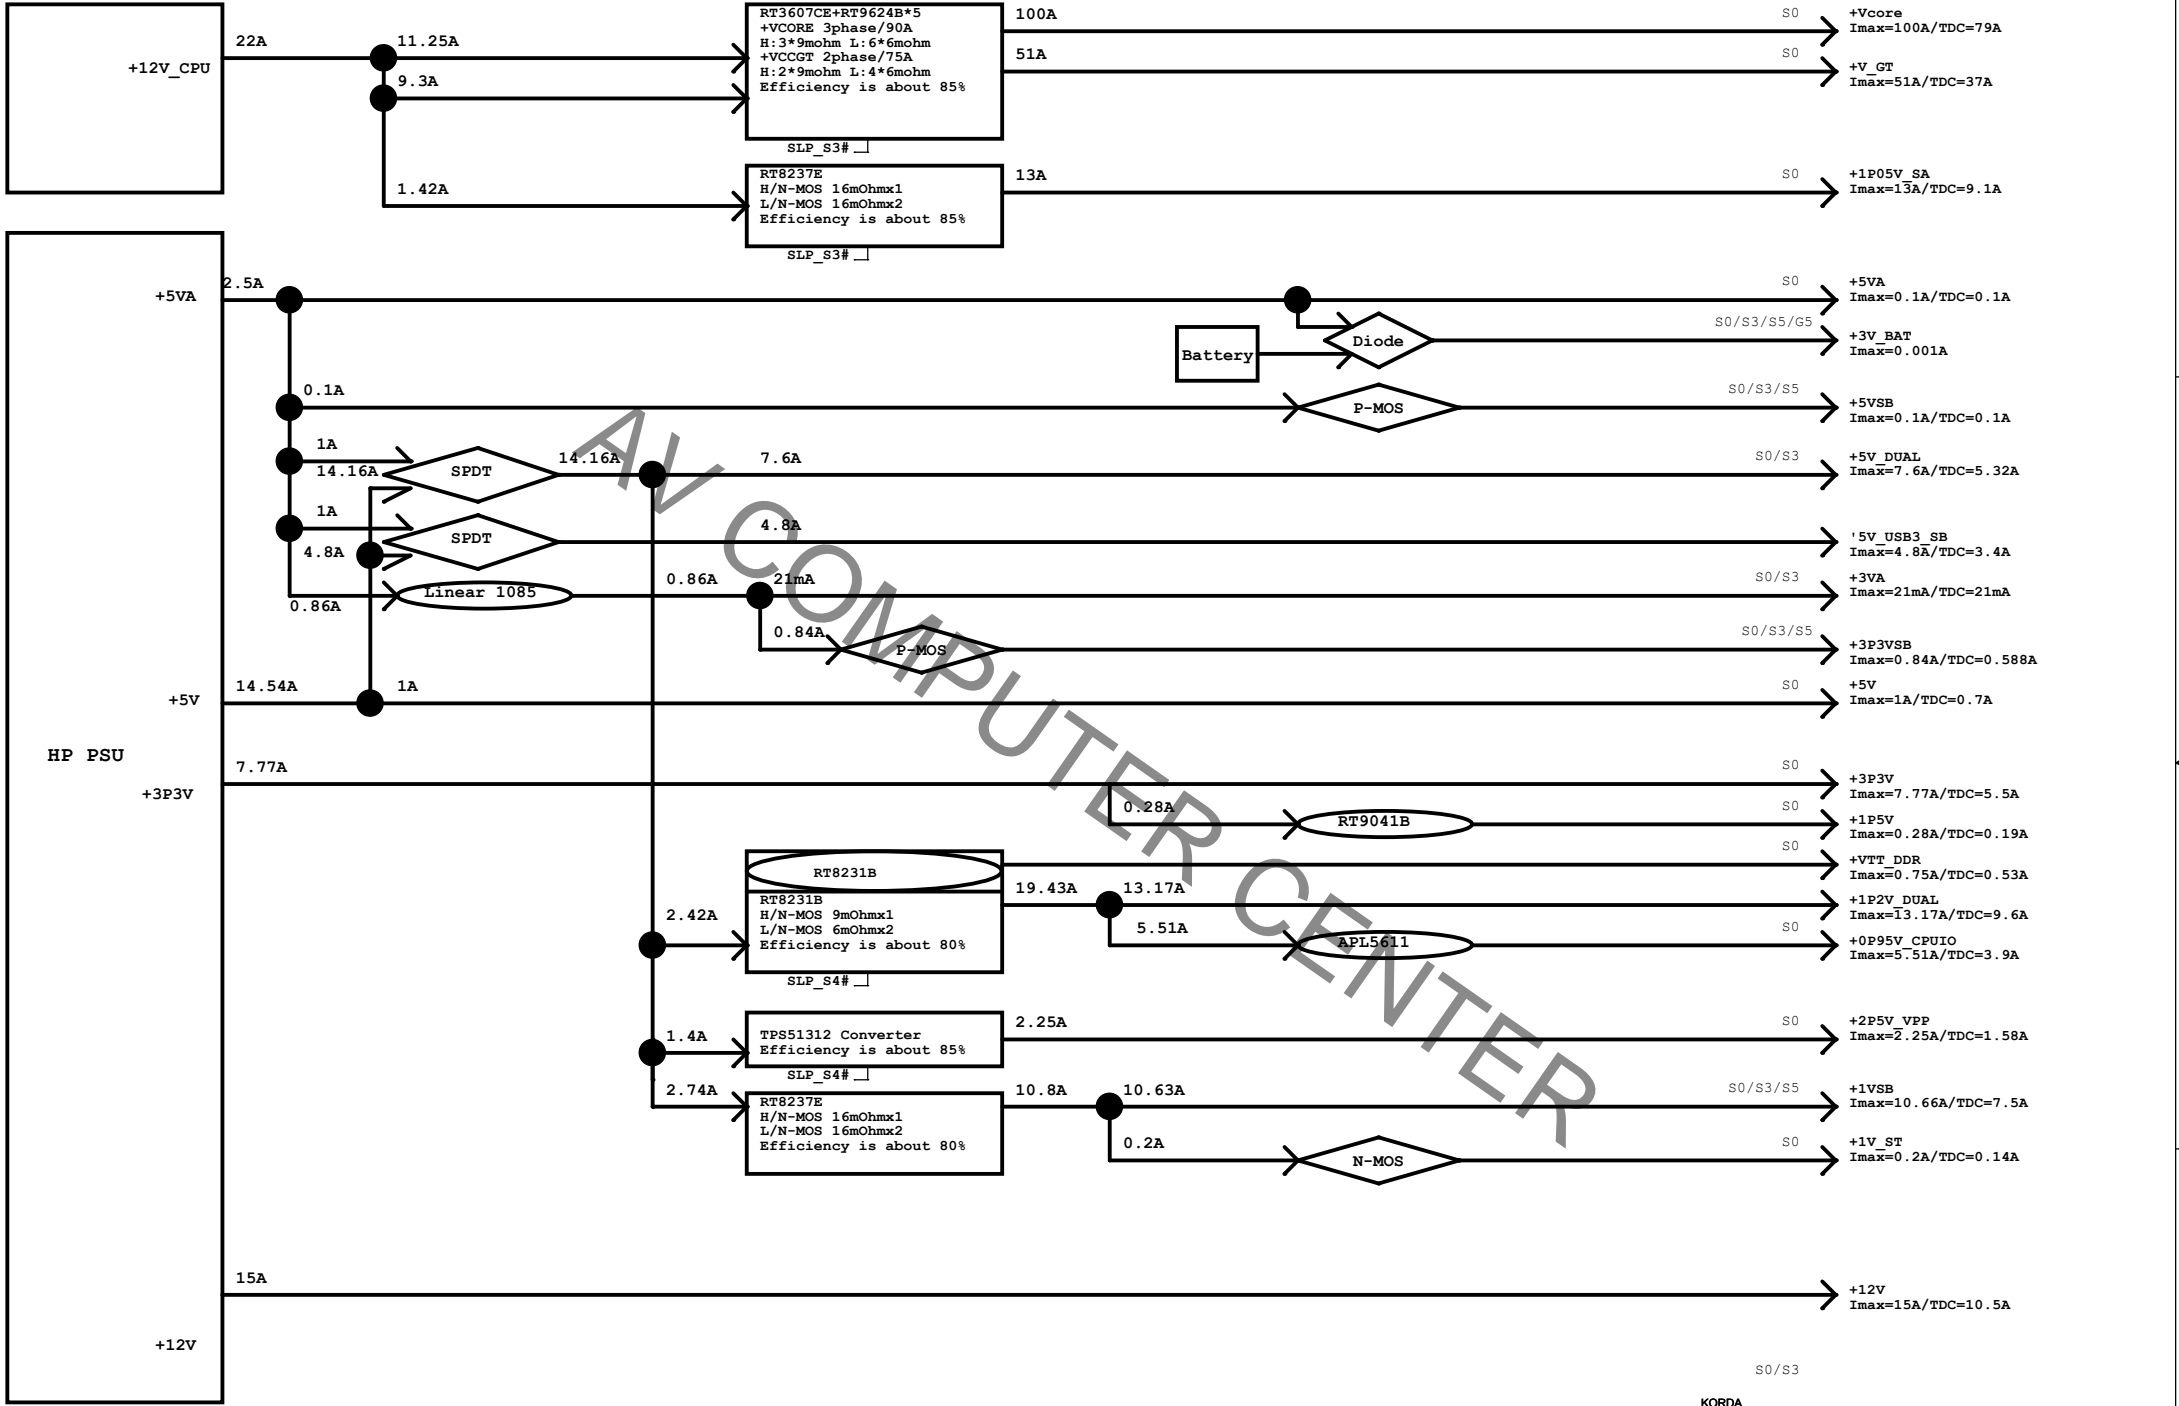 +12V_CPU
22A
11.25A
9.3A
1.42A
RT3607CE+RT9624B*5
+VCORE 3phase/90A
H:3*9mohm L:6*6mohm
+VCCGT 2phase/75A
H:2*9mohm L:4*6mohm
Efficiency is about 85%
SLP_S3#
100A
51A
S0
+Vcore
Imax=100A/TDC=79A
S0
+V_GT
Imax=51A/TDC=37A
RT8237E
H/N-MOS 16mOhmx1
L/N-MOS 16mOhmx2
Efficiency is about 85%
SLP_S3#
13A
S0
+1P05V_SA
Imax=13A/TDC=9.1A
HP PSU
+5VA
2.5A
S0
+5VA
Imax=0.1A/TDC=0.1A
Battery
Diode
S0/S3/S5/G5
+3V_BAT
Imax=0.001A
0.1A
P-MOS
S0/S3/S5
+5VSB
Imax=0.1A/TDC=0.1A
1A
14.16A
SPDT
14.16A
7.6A
S0/S3
+5V_DUAL
Imax=7.6A/TDC=5.32A
1A
4.8A
SPDT
4.8A
'5V_USB3_SB
Imax=4.8A/TDC=3.4A
0.86A
Linear 1085
0.86A
21mA
S0/S3
+3VA
Imax=21mA/TDC=21mA
0.84A
P-MOS
S0/S3/S5
+3P3VSB
Imax=0.84A/TDC=0.588A
+5V
14.54A
1A
S0
+5V
Imax=1A/TDC=0.7A
+3P3V
7.77A
S0
+3P3V
Imax=7.77A/TDC=5.5A
0.28A
RT9041B
S0
+1P5V
Imax=0.28A/TDC=0.19A
RT8231B
S0
+VTT_DDR
Imax=0.75A/TDC=0.53A
2.42A
RT8231B
H/N-MOS 9mOhmx1
L/N-MOS 6mOhmx2
Efficiency is about 80%
SLP_S4#
19.43A
13.17A
+1P2V_DUAL
Imax=13.17A/TDC=9.6A
5.51A
APL5611
S0
+0P95V_CPUIO
Imax=5.51A/TDC=3.9A
1.4A
TPS51312 Converter
Efficiency is about 85%
SLP_S4#
2.25A
S0
+2P5V_VPP
Imax=2.25A/TDC=1.58A
2.74A
RT8237E
H/N-MOS 16mOhmx1
L/N-MOS 16mOhmx2
Efficiency is about 80%
10.8A
10.63A
S0/S3/S5
+1VSB
Imax=10.66A/TDC=7.5A
0.2A
N-MOS
S0
+1V_ST
Imax=0.2A/TDC=0.14A
+12V
15A
+12V
Imax=15A/TDC=10.5A
S0/S3
KORDA
AV COMPUTER CENTER